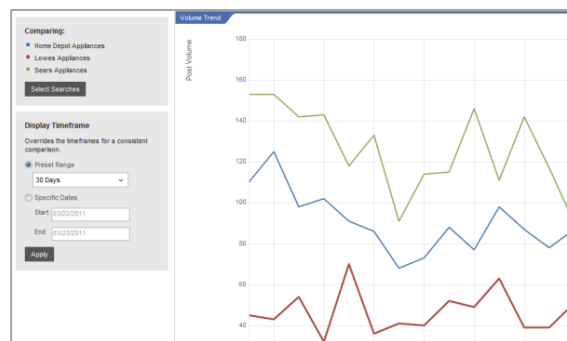 Comparing:
Home Depot Appliances
Lowes Appliances
Sears Appliances
Select Searches
Display Timeframe
Overrides the timeframes for a consistent
comparison.
Preset Range
30 Days
Specific Dates
Start 03/22/2011
End 03/23/2011
Apply
Volume Trend
Post Volume
180
160
140
120
100
80
60
40